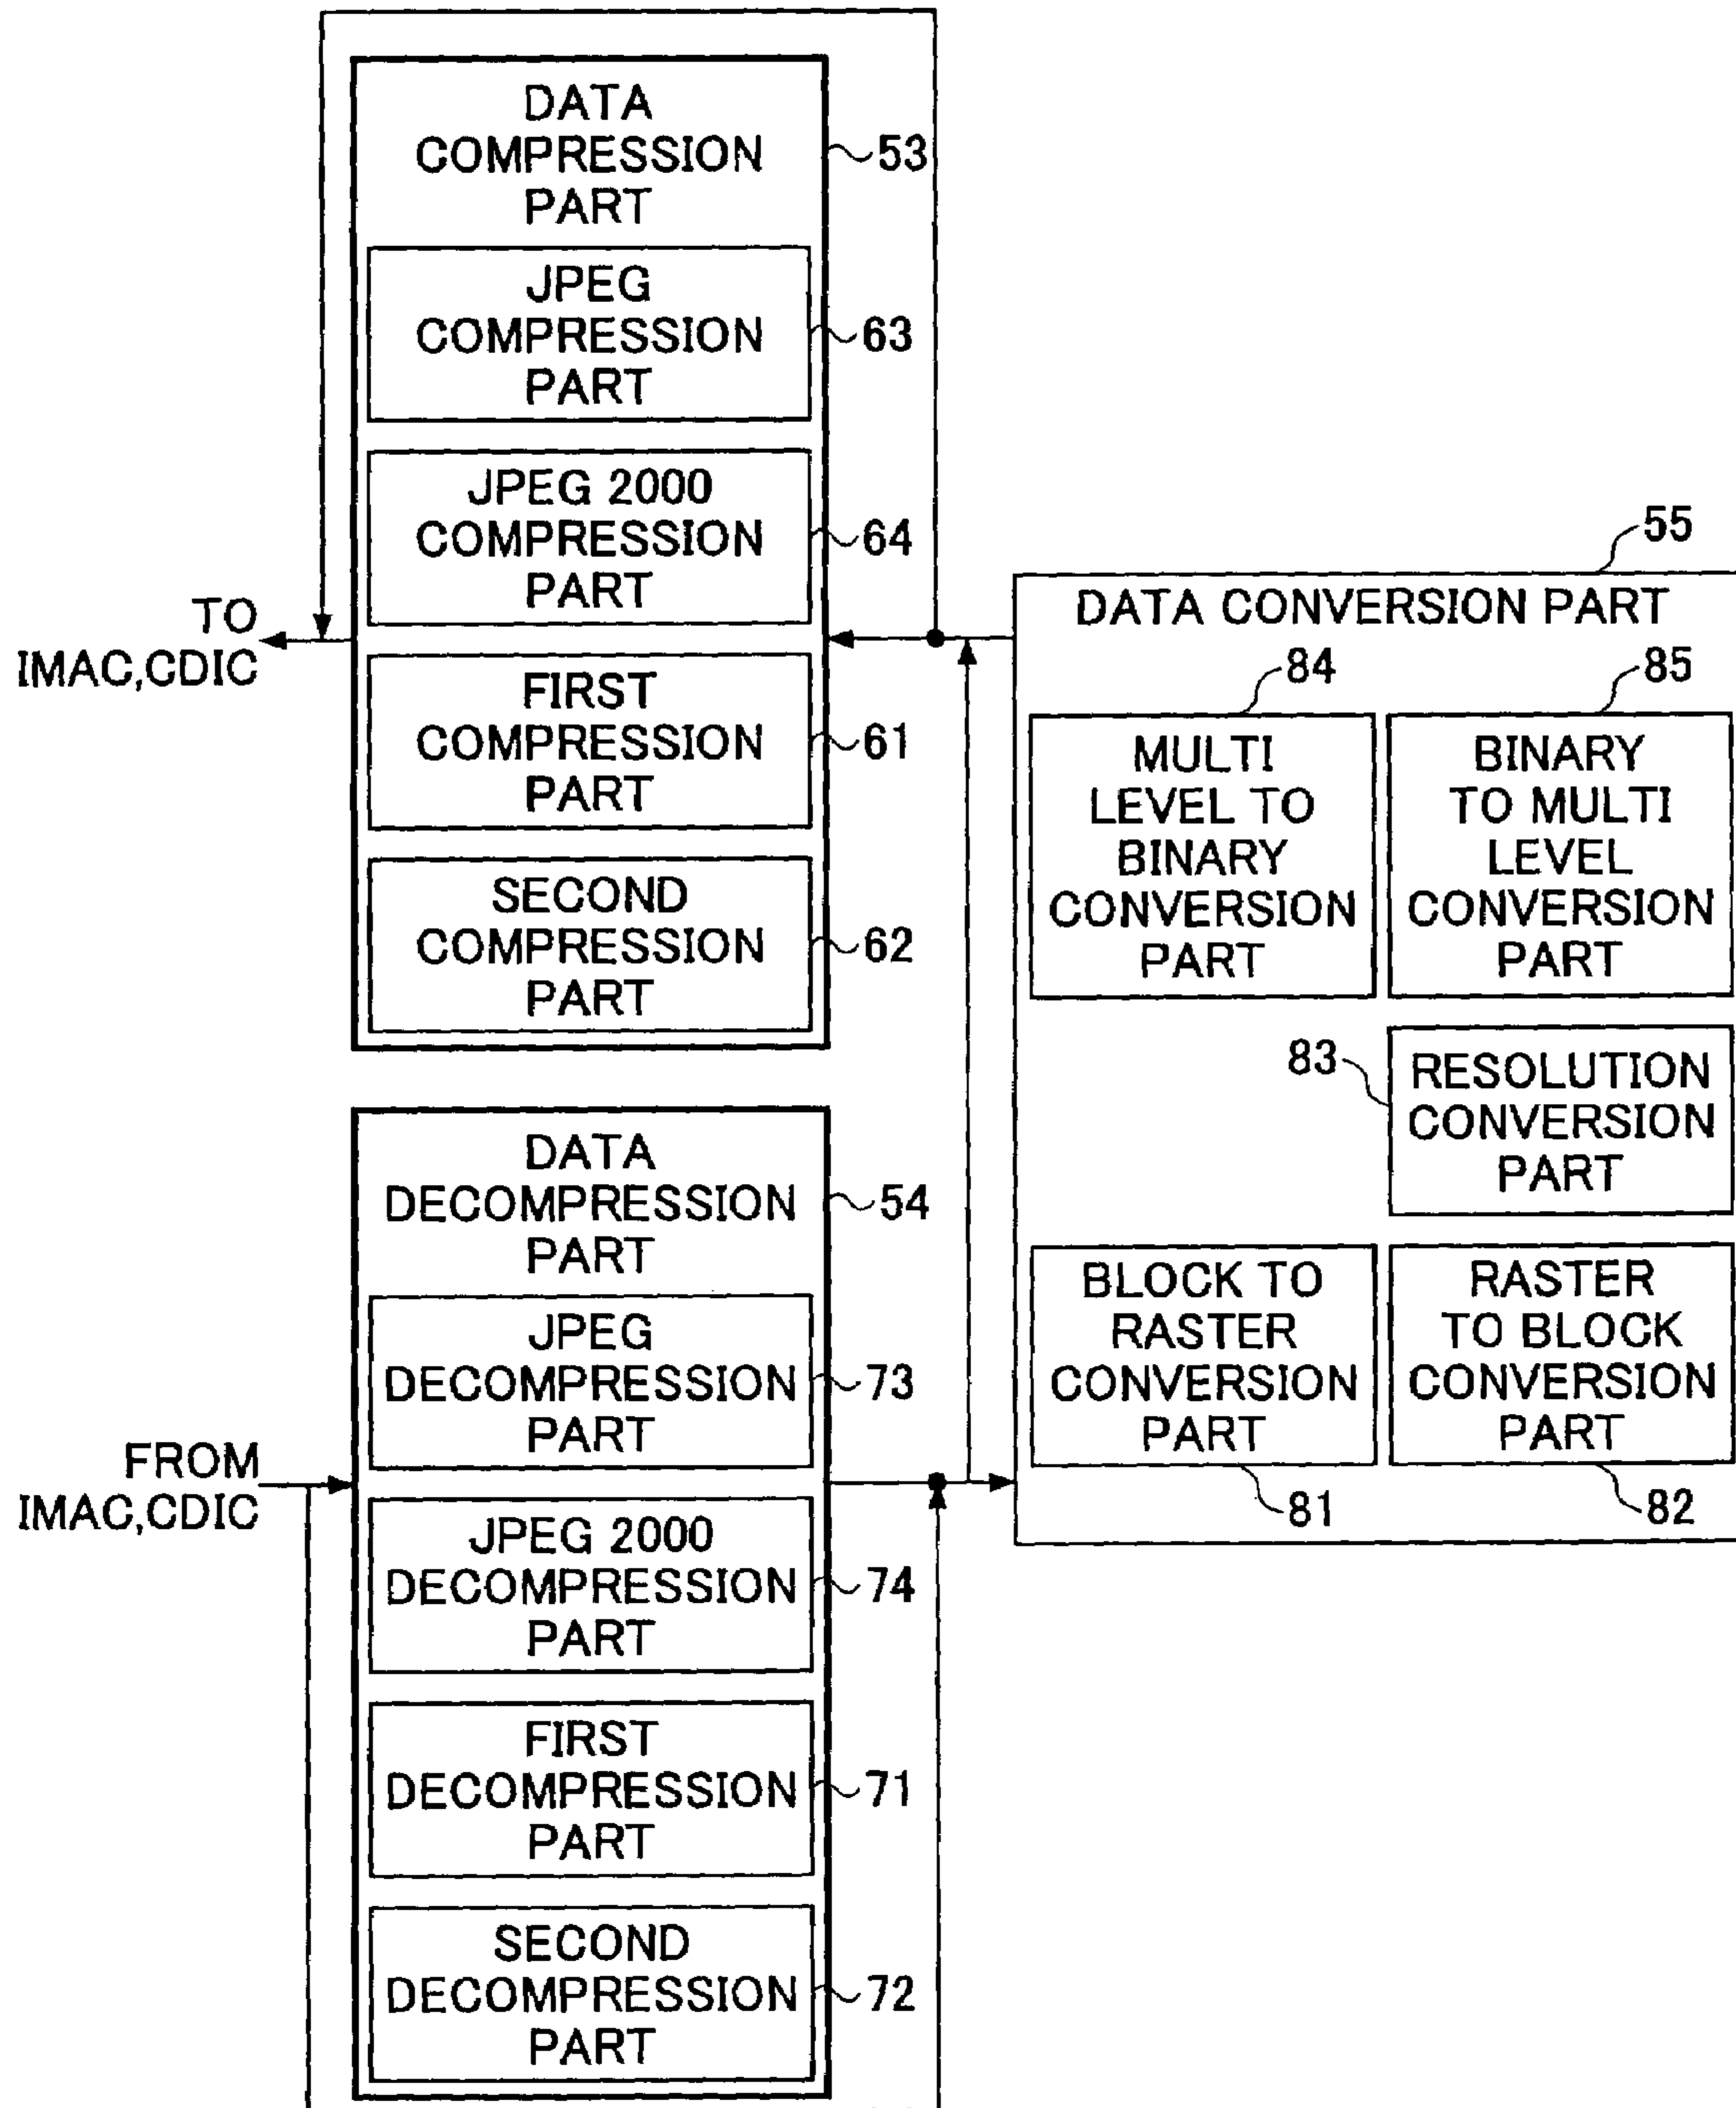 DATA
COMPRESSION
PART
53
JPEG
COMPRESSION
PART
63
JPEG 2000
COMPRESSION
PART
64
FIRST
COMPRESSION
PART
61
SECOND
COMPRESSION
PART
62
TO
IMAC,CDIC
DATA
DECOMPRESSION
PART
54
JPEG
DECOMPRESSION
PART
73
JPEG 2000
DECOMPRESSION
PART
74
FIRST
DECOMPRESSION
PART
71
SECOND
DECOMPRESSION
PART
72
FROM
IMAC,CDIC
55
DATA CONVERSION PART
84
MULTI
LEVEL TO
BINARY
CONVERSION
PART
85
BINARY
TO MULTI
LEVEL
CONVERSION
PART
83
RESOLUTION
CONVERSION
PART
BLOCK TO
RASTER
CONVERSION
PART
81
RASTER
TO BLOCK
CONVERSION
PART
82